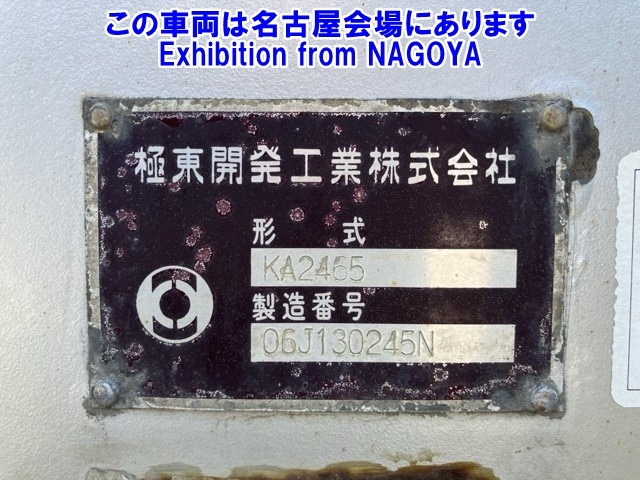 この車両は名古屋会場にあります
Exhibition from NAGOYA
極東開発工業株式会社
形 式
KA2465
製造番号
06J130245N